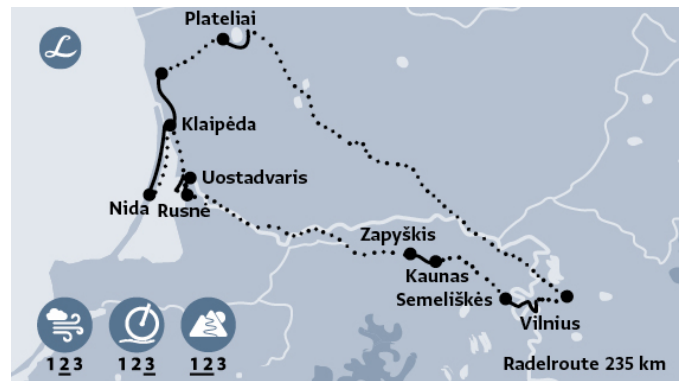 Plateliai
L
Klaipėda
Uostadvaris
Nida
Rusnė
Zapyškis
Kaunas
Semeliškės
Vilnius
1 2 3
1 2 3
1 2 3
Radelroute 235 km